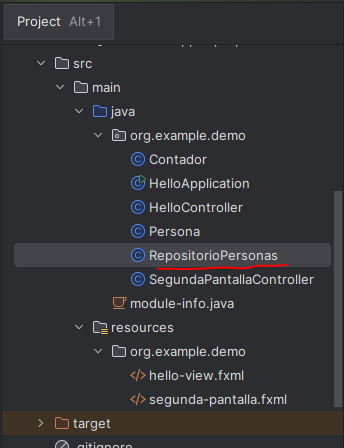 Project Alt+1
src
main
java
org.example.demo
Contador
HelloApplication
HelloController
Persona
RepositorioPersonas
SegundaPantallaController
module-info.java
resources
org.example.demo
hello-view.fxml
segunda-pantalla.fxml
target
.gitignore